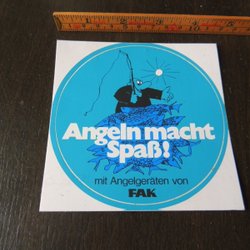 Angeln macht
Spaß!
mit Angelgeräten von
FAK